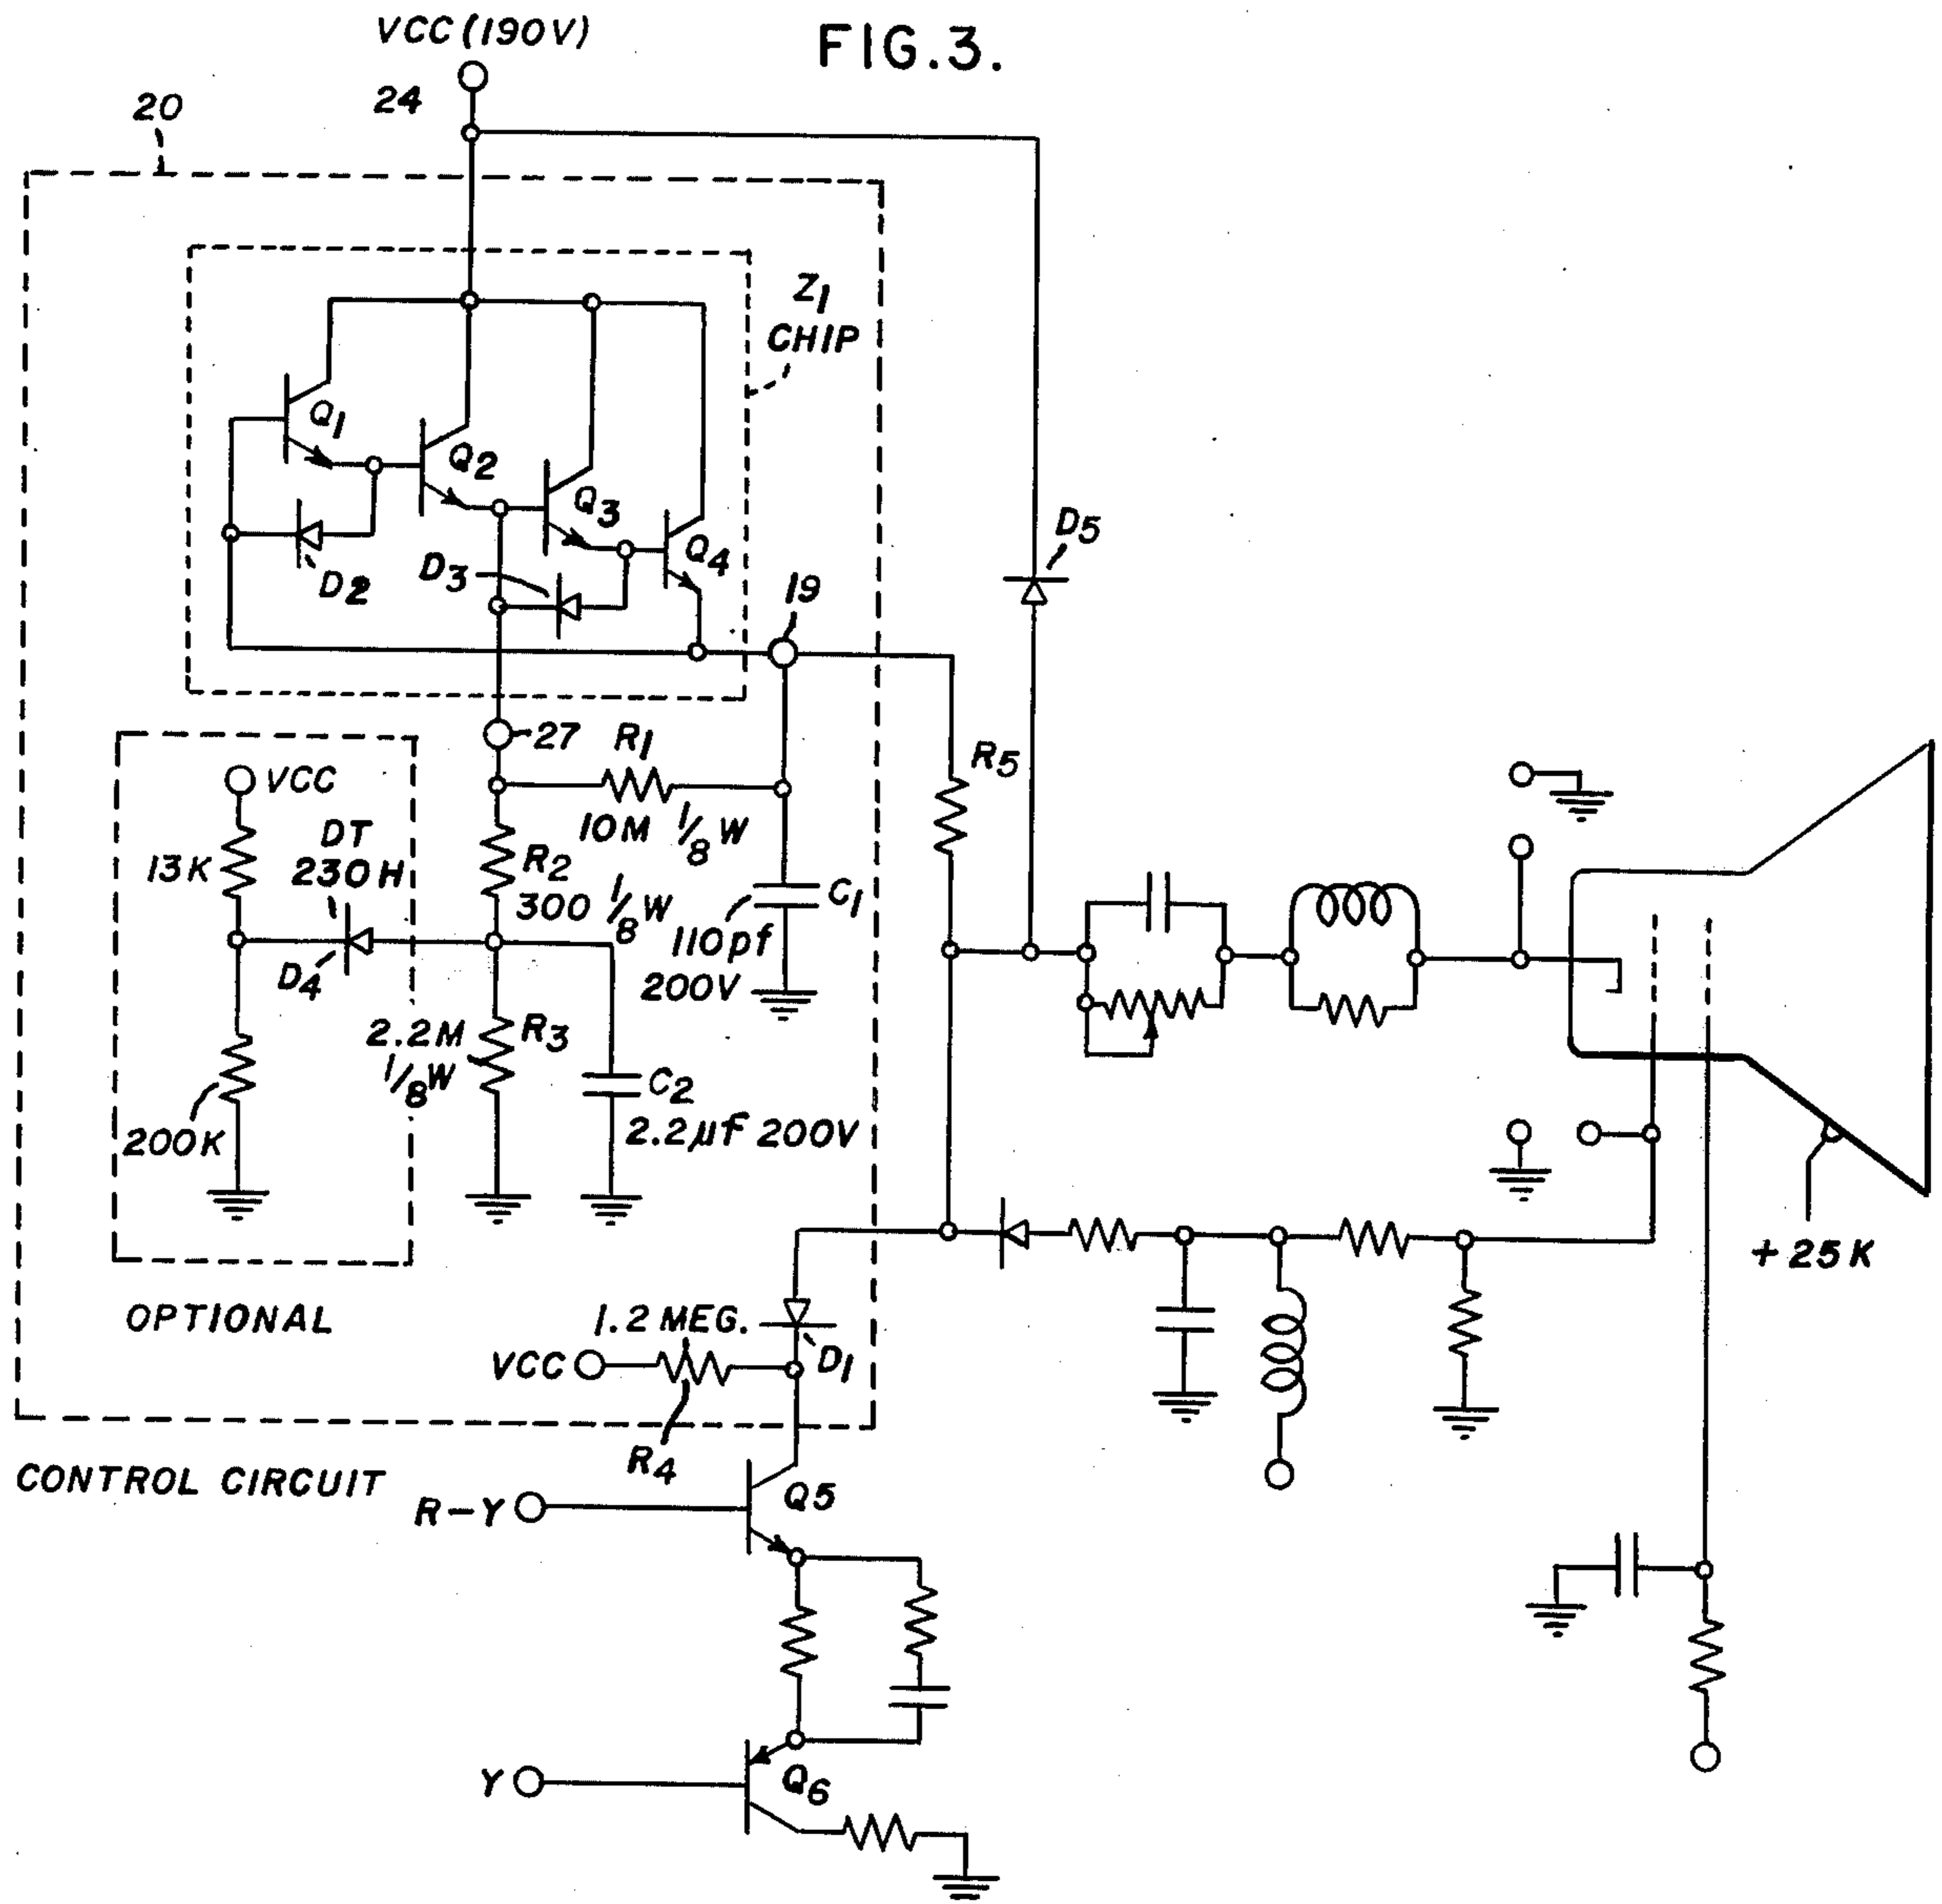 VCC (190V)
FIG. 3.
24
20
Z1
CHIP
Q1
Q2
Q3
Q4
D2
D3
D5
19
27
R1
10M 1/8 W
R5
VCC
DT
230H
13K
R2
300 1/8 W
C1
110pf
200V
D4
2.2M
1/8 W
R3
C2
2.2μf 200V
200K
OPTIONAL
1.2 MEG.
VCC
D1
R4
+25K
CONTROL CIRCUIT
R-Y
Q5
Y
Q6